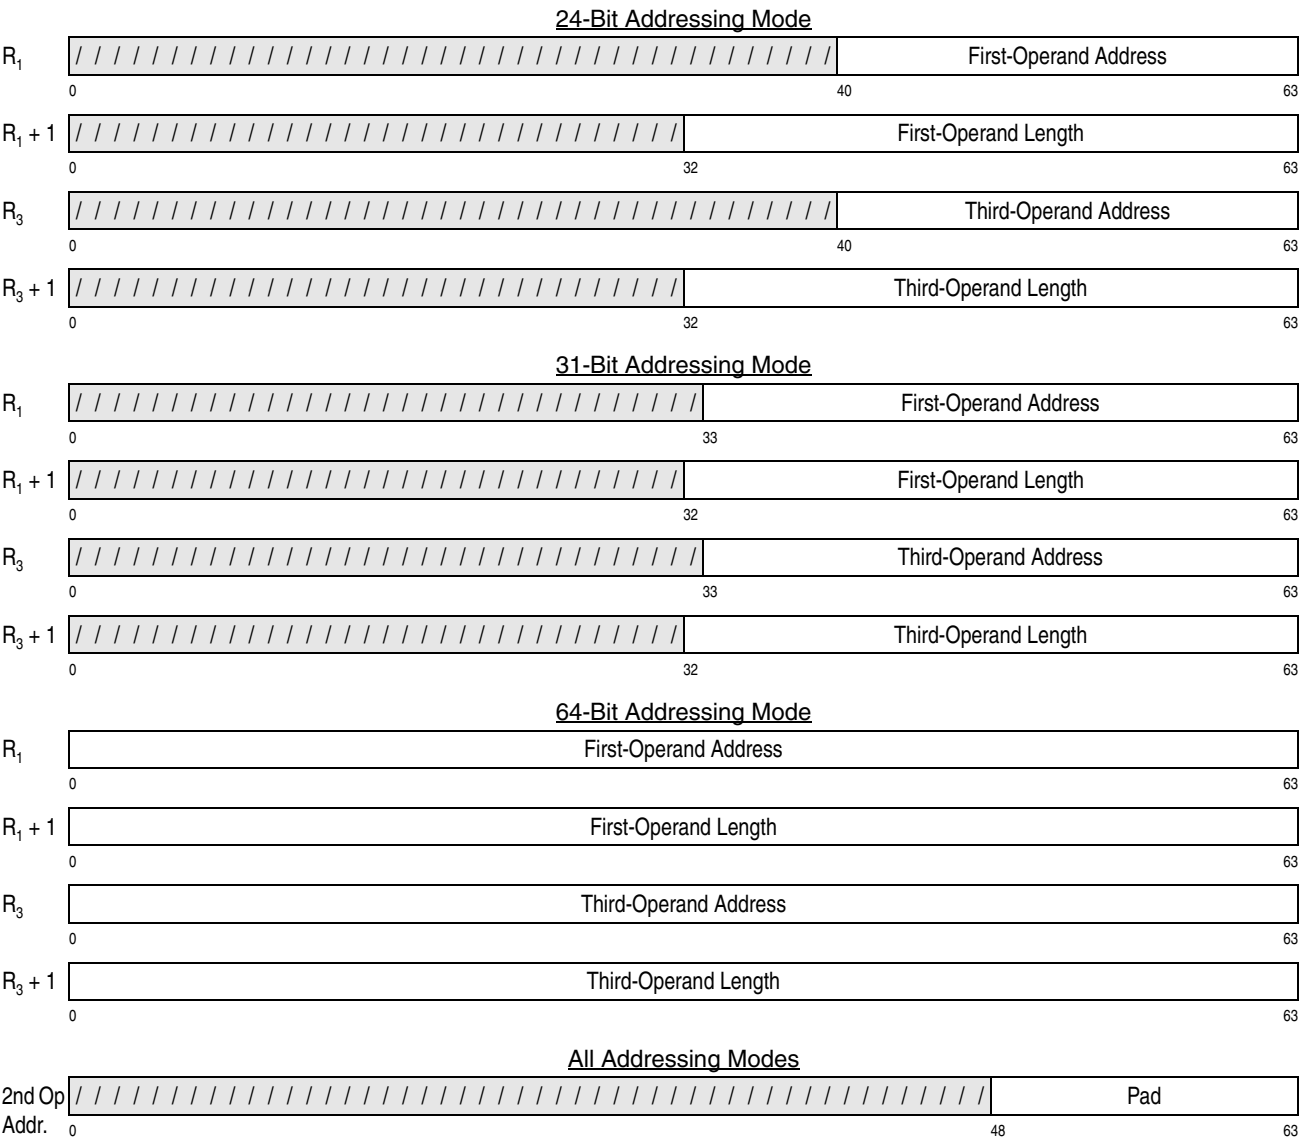 24-Bit Addressing Mode
R1 / / / / / / / / / / / / / / / / / / / / / / / / / / / / / / / / / / / / / / / / First-Operand Address
0 40 63
R1 + 1 / / / / / / / / / / / / / / / / / / / / / / / / / / / / / / / / First-Operand Length
0 32 63
R3 / / / / / / / / / / / / / / / / / / / / / / / / / / / / / / / / / / / / / / / / Third-Operand Address
0 40 63
R3 + 1 / / / / / / / / / / / / / / / / / / / / / / / / / / / / / / / / Third-Operand Length
0 32 63
31-Bit Addressing Mode
R1 / / / / / / / / / / / / / / / / / / / / / / / / / / / / / / / / / First-Operand Address
0 33 63
R1 + 1 / / / / / / / / / / / / / / / / / / / / / / / / / / / / / / / / First-Operand Length
0 32 63
R3 / / / / / / / / / / / / / / / / / / / / / / / / / / / / / / / / / Third-Operand Address
0 33 63
R3 + 1 / / / / / / / / / / / / / / / / / / / / / / / / / / / / / / / / Third-Operand Length
0 32 63
64-Bit Addressing Mode
R1 First-Operand Address
0 63
R1 + 1 First-Operand Length
0 63
R3 Third-Operand Address
0 63
R3 + 1 Third-Operand Length
0 63
All Addressing Modes
2nd Op / / / / / / / / / / / / / / / / / / / / / / / / / / / / / / / / / / / / / / / / / / / / / / / / Pad
Addr. 0 48 63